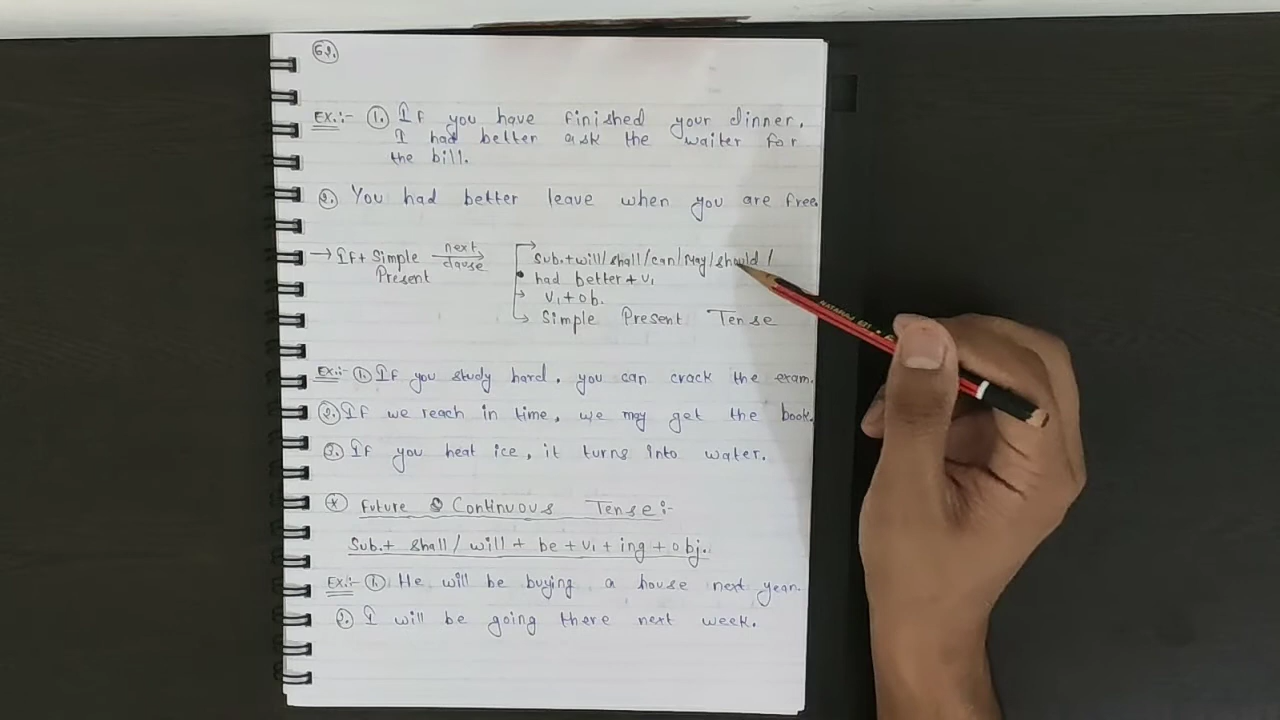 62.
Ex.:- 1. If you have finished your dinner,
I had better ask the waiter for
the bill.
2. You had better leave when you are free.
→ If + Simple Present next clause → Sub. + will/shall/can/may/should/
had better + V1
→ V1 + ob.
→ Simple Present Tense
Ex:- 1. If you study hard, you can crack the exam.
2. If we reach in time, we may get the book.
3. If you heat ice, it turns into water.
* Future Continuous Tense:-
Sub. + shall/will + be + V1 + ing + obj..
Ex:- 1. He will be buying a house next year.
2. I will be going there next week.